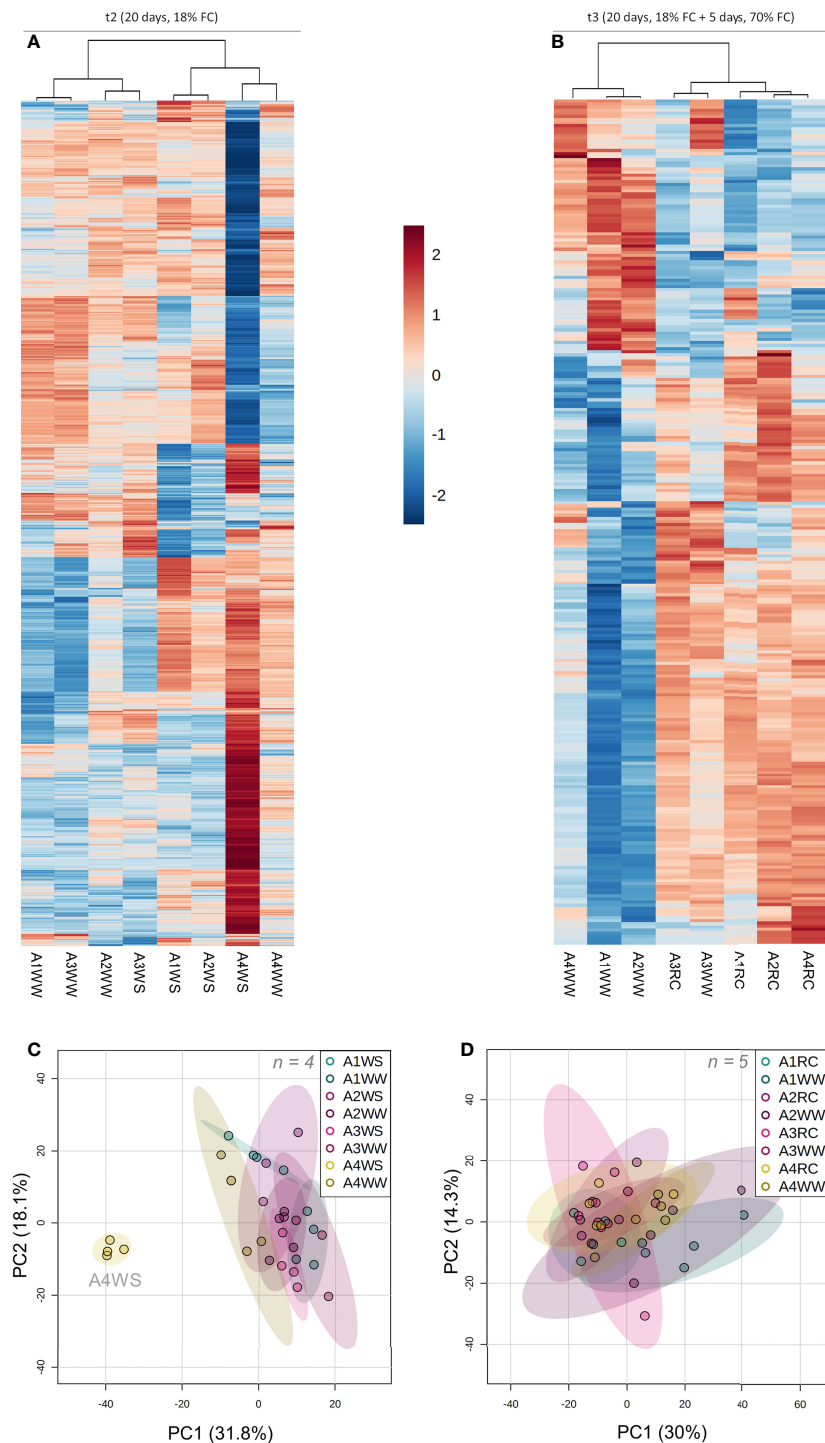 t2 (20 days, 18% FC)
t3 (20 days, 18% FC + 5 days, 70% FC)
A
B
2
1
0
-1
-2
A1WW
A3WW
A2WW
A3WS
A1WS
A2WS
A4WS
A4WW
A4WW
A1WW
A2WW
A3RC
A3WW
A1RC
A2RC
A4RC
C
n = 4
A1WS
A1WW
A2WS
A2WW
A3WS
A3WW
A4WS
A4WW
40
20
0
-20
-40
PC2 (18.1%)
A4WS
-40
-20
0
20
PC1 (31.8%)
D
n = 5
A1RC
A1WW
A2RC
A2WW
A3RC
A3WW
A4RC
A4WW
40
20
0
-20
-40
PC2 (14.3%)
-40
-20
0
20
40
60
PC1 (30%)